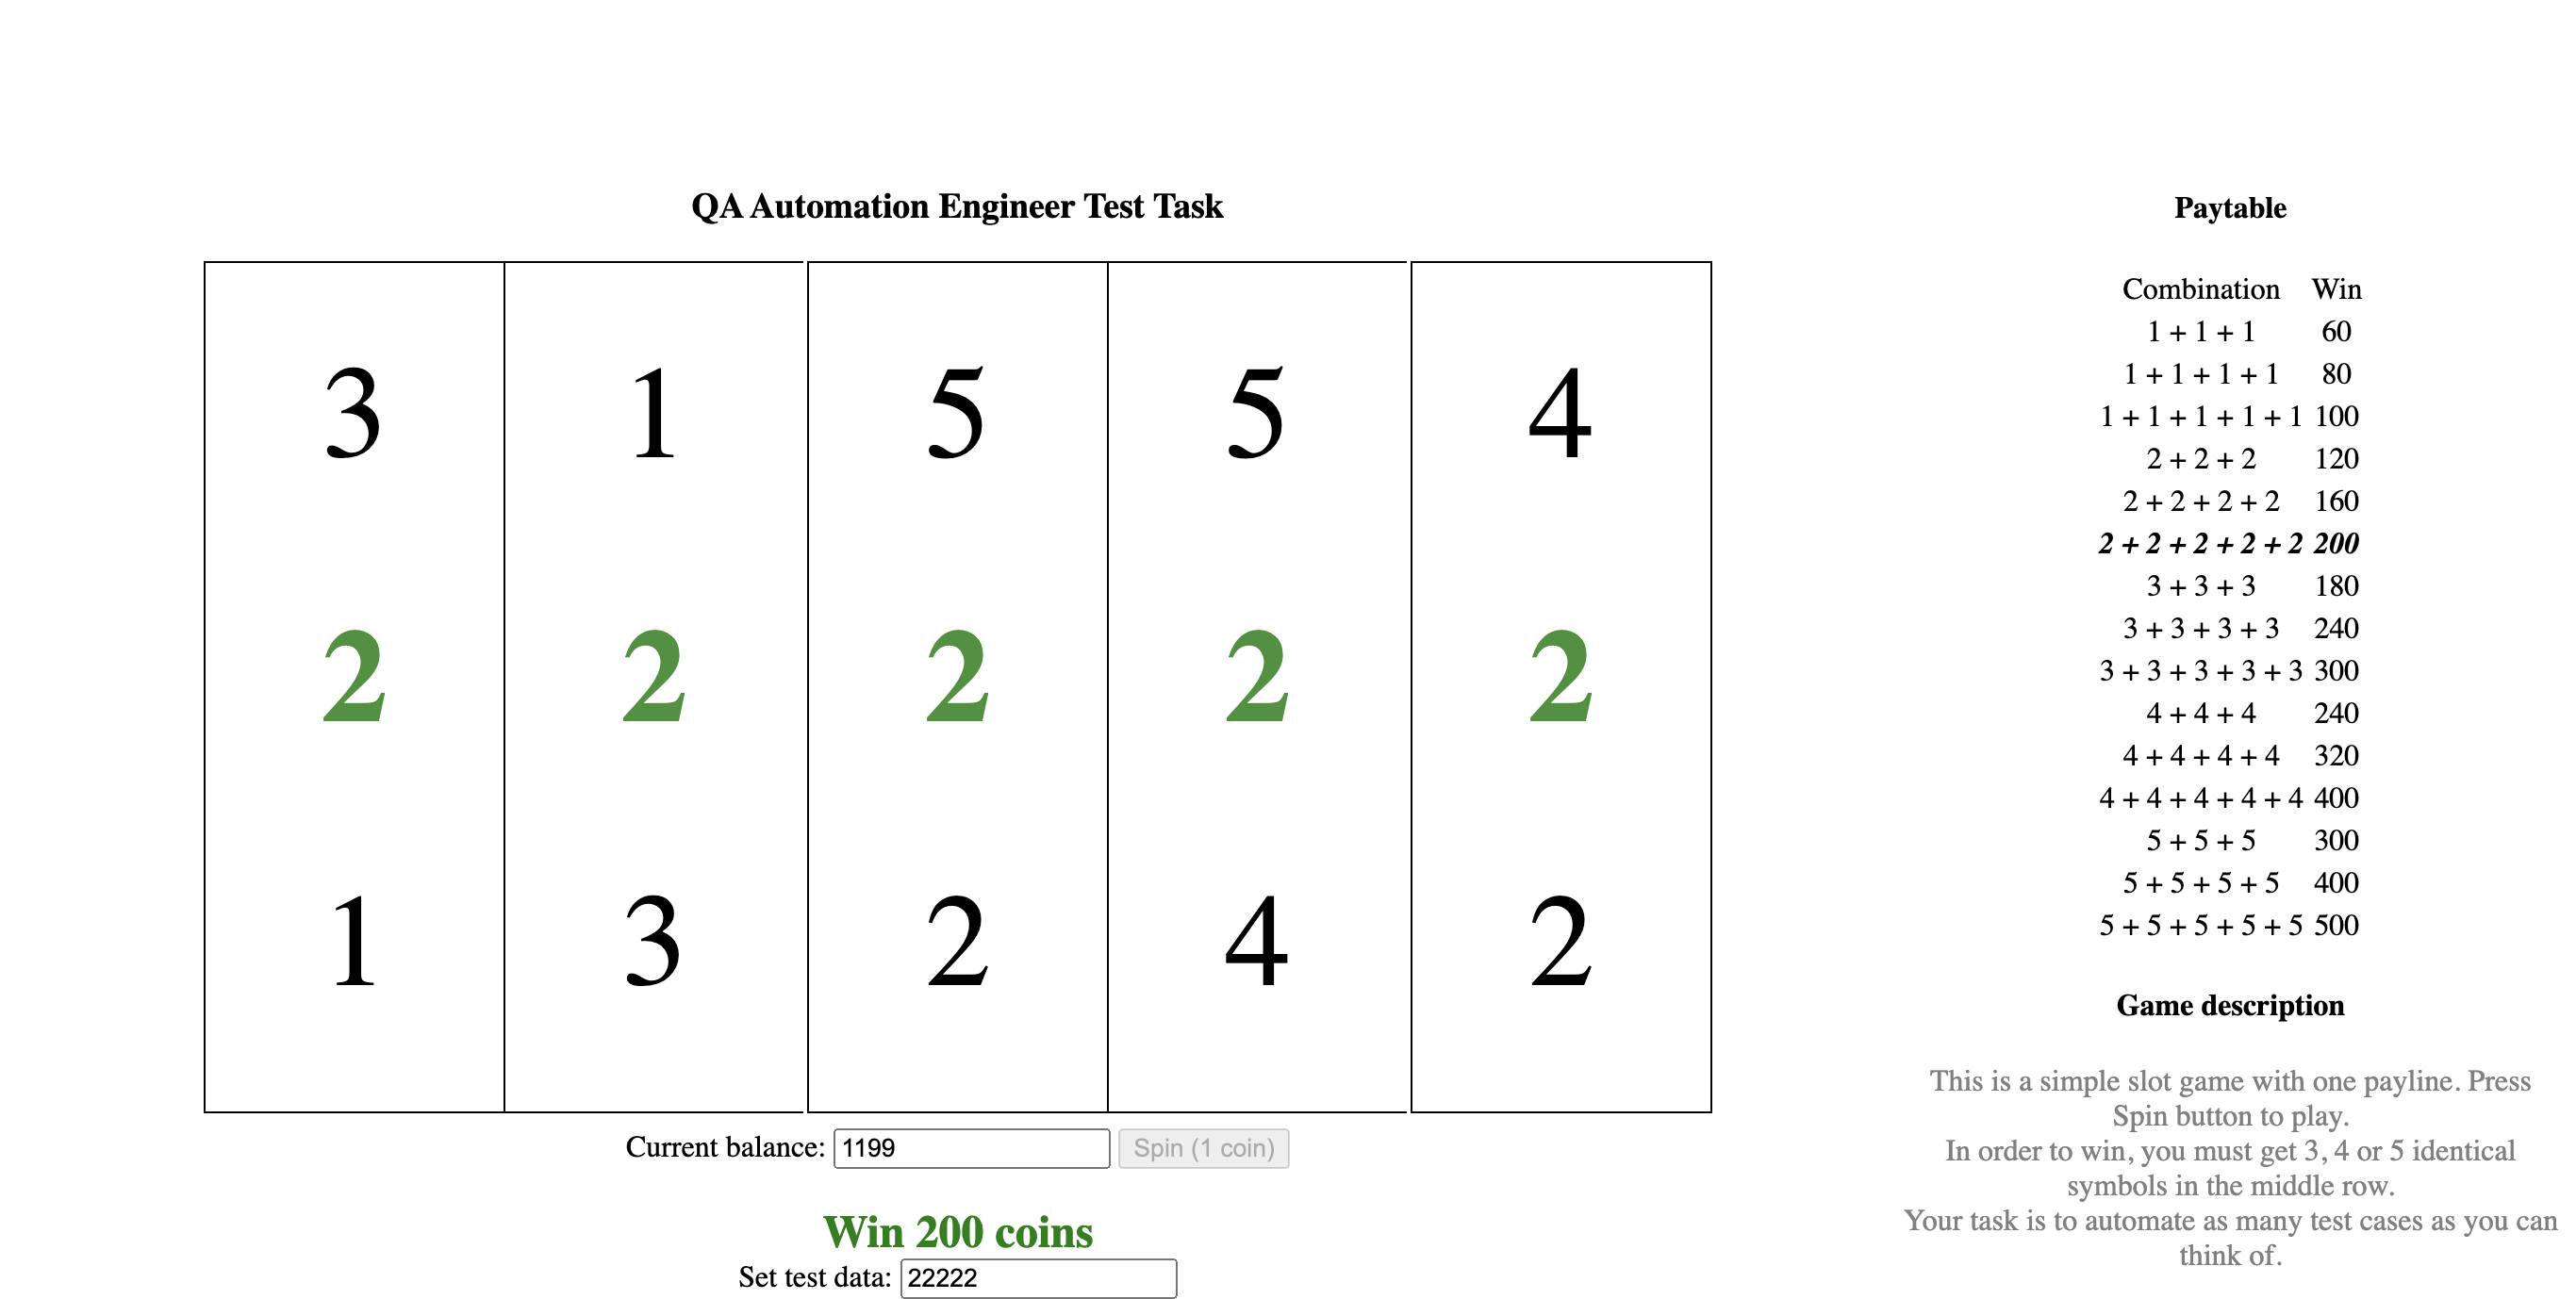 QA Automation Engineer Test Task
3 1 5 5 4
2 2 2 2 2
1 3 2 4 2
Current balance: 1199 Spin (1 coin)
Win 200 coins
Set test data: 22222
Paytable
Combination Win
1 + 1 + 1 60
1 + 1 + 1 + 1 80
1 + 1 + 1 + 1 + 1 100
2 + 2 + 2 120
2 + 2 + 2 + 2 160
2 + 2 + 2 + 2 + 2 200
3 + 3 + 3 180
3 + 3 + 3 + 3 240
3 + 3 + 3 + 3 + 3 300
4 + 4 + 4 240
4 + 4 + 4 + 4 320
4 + 4 + 4 + 4 + 4 400
5 + 5 + 5 300
5 + 5 + 5 + 5 400
5 + 5 + 5 + 5 + 5 500
Game description
This is a simple slot game with one payline. Press
Spin button to play.
In order to win, you must get 3, 4 or 5 identical
symbols in the middle row.
Your task is to automate as many test cases as you can
think of.